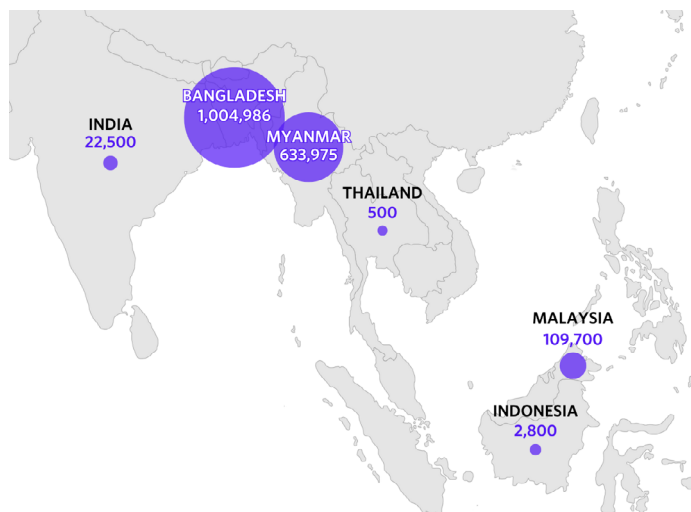 BANGLADESH
1,004,986
INDIA
22,500
MYANMAR
633,975
THAILAND
500
MALAYSIA
109,700
INDONESIA
2,800